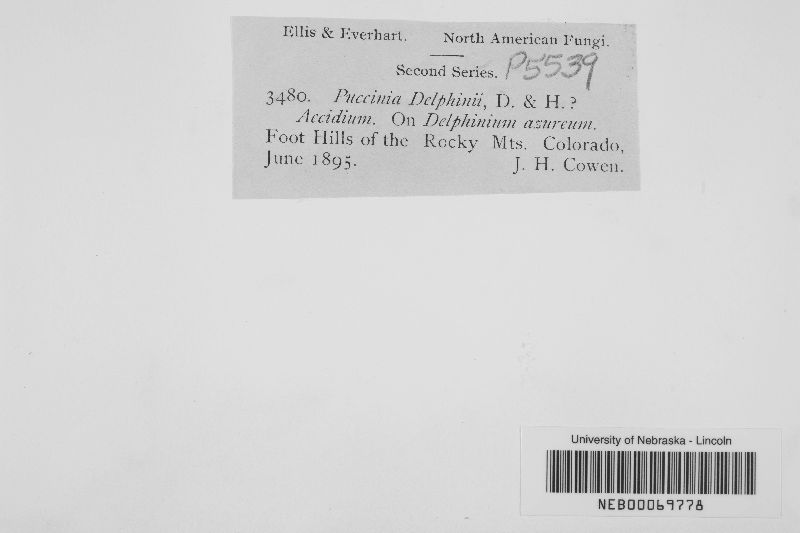 Ellis & Everhart. North American Fungi.
Second Series. P5539
3480. Puccinia Delphinii, D. & H.?
Aecidium. On Delphinium azureum.
Foot Hills of the Rocky Mts. Colorado,
June 1895. J. H. Cowen.
University of Nebraska - Lincoln
NEB00069778